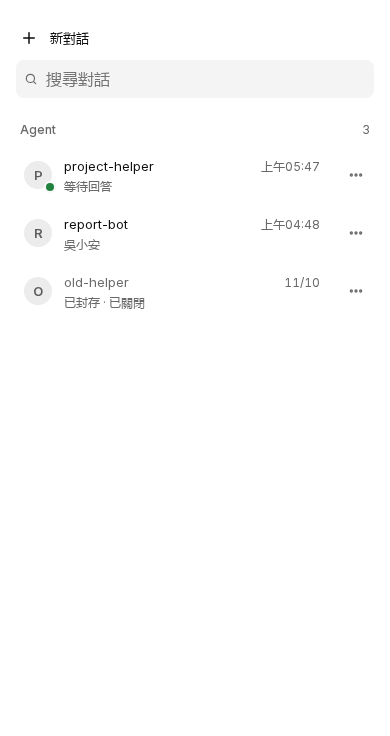 新對話
搜尋對話
Agent 3
P project-helper 上午05:47
等待回答
R report-bot 上午04:48
吳小安
O old-helper 11/10
已封存 · 已關閉